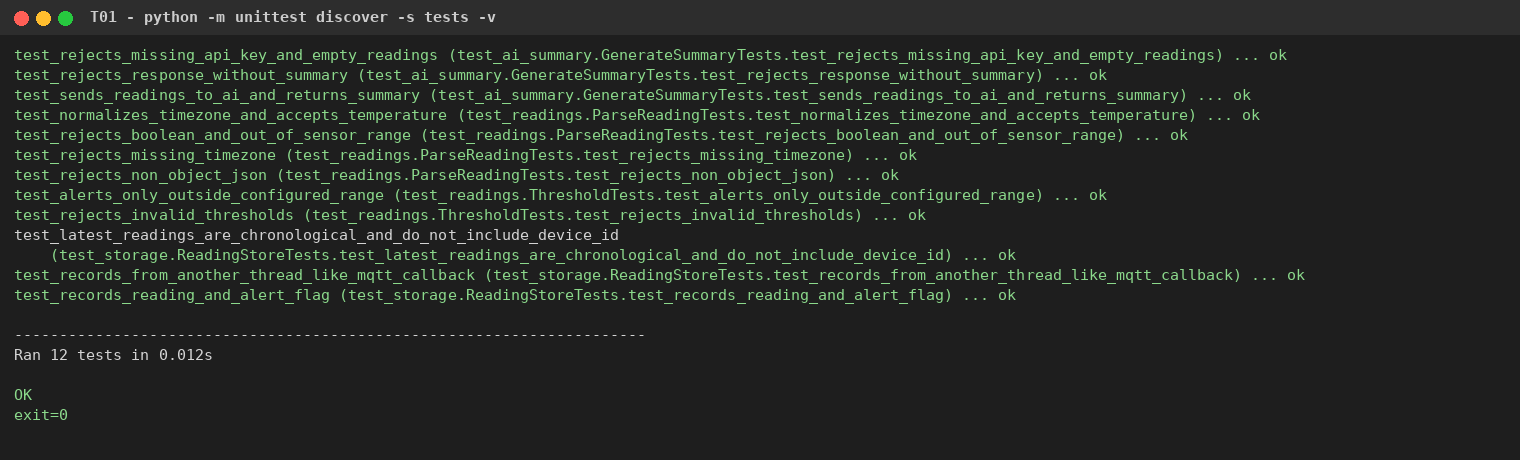 T01 - python -m unittest discover -s tests -v
test_rejects_missing_api_key_and_empty_readings (test_ai_summary.GenerateSummaryTests.test_rejects_missing_api_key_and_empty_readings) ... ok
test_rejects_response_without_summary (test_ai_summary.GenerateSummaryTests.test_rejects_response_without_summary) ... ok
test_sends_readings_to_ai_and_returns_summary (test_ai_summary.GenerateSummaryTests.test_sends_readings_to_ai_and_returns_summary) ... ok
test_normalizes_timezone_and_accepts_temperature (test_readings.ParseReadingTests.test_normalizes_timezone_and_accepts_temperature) ... ok
test_rejects_boolean_and_out_of_sensor_range (test_readings.ParseReadingTests.test_rejects_boolean_and_out_of_sensor_range) ... ok
test_rejects_missing_timezone (test_readings.ParseReadingTests.test_rejects_missing_timezone) ... ok
test_rejects_non_object_json (test_readings.ParseReadingTests.test_rejects_non_object_json) ... ok
test_alerts_only_outside_configured_range (test_readings.ThresholdTests.test_alerts_only_outside_configured_range) ... ok
test_rejects_invalid_thresholds (test_readings.ThresholdTests.test_rejects_invalid_thresholds) ... ok
test_latest_readings_are_chronological_and_do_not_include_device_id
    (test_storage.ReadingStoreTests.test_latest_readings_are_chronological_and_do_not_include_device_id) ... ok
test_records_from_another_thread_like_mqtt_callback (test_storage.ReadingStoreTests.test_records_from_another_thread_like_mqtt_callback) ... ok
test_records_reading_and_alert_flag (test_storage.ReadingStoreTests.test_records_reading_and_alert_flag) ... ok
----------------------------------------------------------------------
Ran 12 tests in 0.012s
OK
exit=0